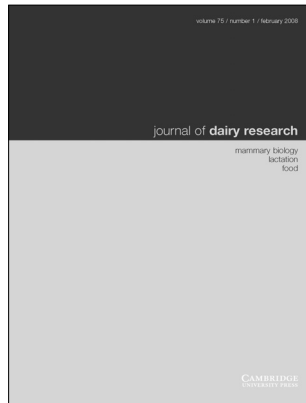 volume 75 / number 1 / february 2008
journal of dairy research
mammary biology
lactation
food
CAMBRIDGE
UNIVERSITY PRESS